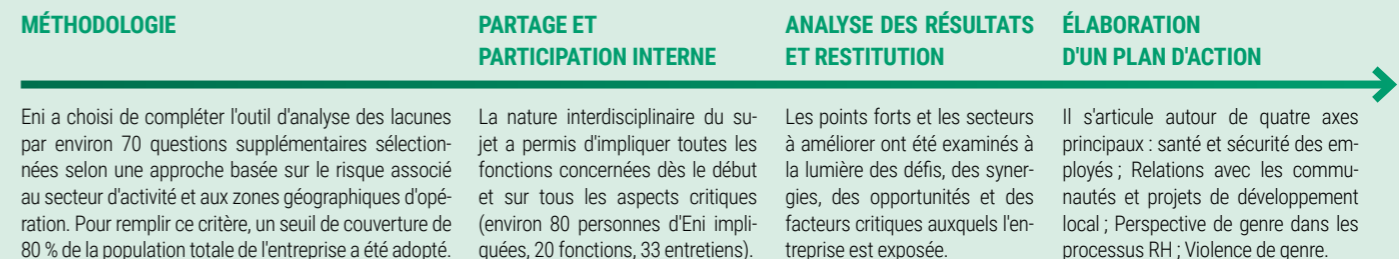 MÉTHODOLOGIE
Eni a choisi de compléter l'outil d'analyse des lacunes
par environ 70 questions supplémentaires sélection-
nées selon une approche basée sur le risque associé
au secteur d'activité et aux zones géographiques d'opé-
ration. Pour remplir ce critère, un seuil de couverture de
80 % de la population totale de l'entreprise a été adopté.
PARTAGE ET
PARTICIPATION INTERNE
La nature interdisciplinaire du su-
jet a permis d'impliquer toutes les
fonctions concernées dès le début
et sur tous les aspects critiques
(environ 80 personnes d'Eni impli-
quées, 20 fonctions, 33 entretiens).
ANALYSE DES RÉSULTATS
ET RESTITUTION
Les points forts et les secteurs
à améliorer ont été examinés à
la lumière des défis, des syner-
gies, des opportunités et des
facteurs critiques auxquels l'en-
treprise est exposée.
ÉLABORATION
D'UN PLAN D'ACTION
Il s'articule autour de quatre axes
principaux : santé et sécurité des em-
ployés ; Relations avec les commu-
nautés et projets de développement
local ; Perspective de genre dans les
processus RH ; Violence de genre.